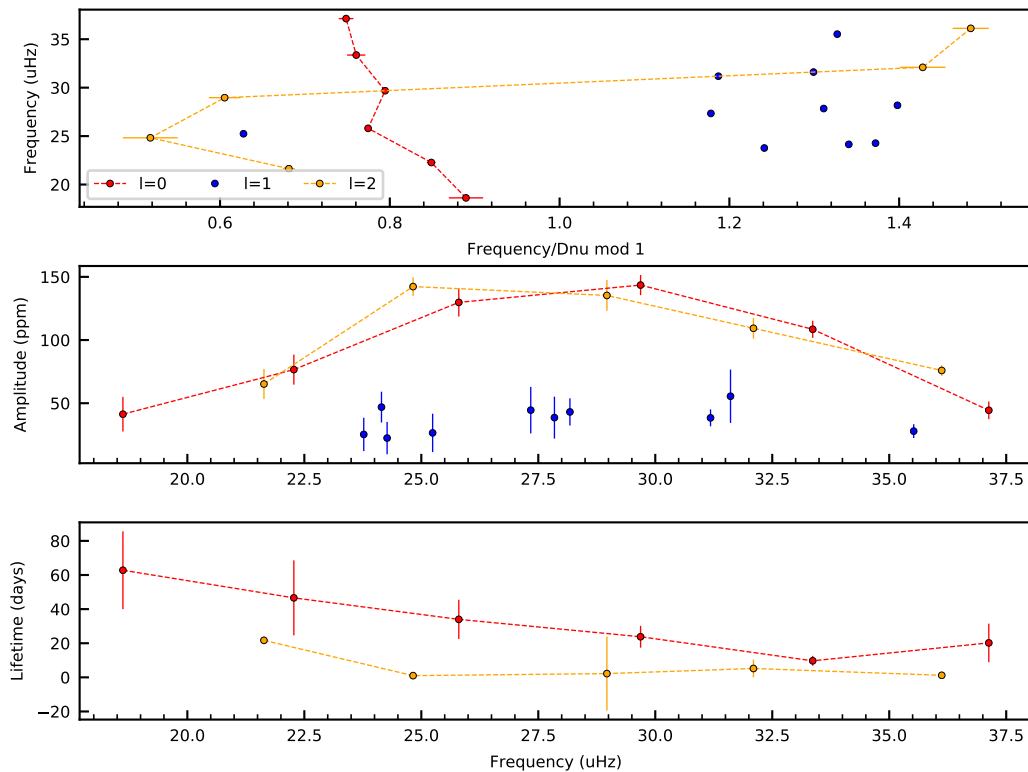 Frequency (uHz)
35
30
25
20
l=0 l=1 l=2
0.6 0.8 1.0 1.2 1.4
Frequency/Dnu mod 1
Amplitude (ppm)
150
100
50
20.0 22.5 25.0 27.5 30.0 32.5 35.0 37.5
Lifetime (days)
80
60
40
20
0
−20
20.0 22.5 25.0 27.5 30.0 32.5 35.0 37.5
Frequency (uHz)